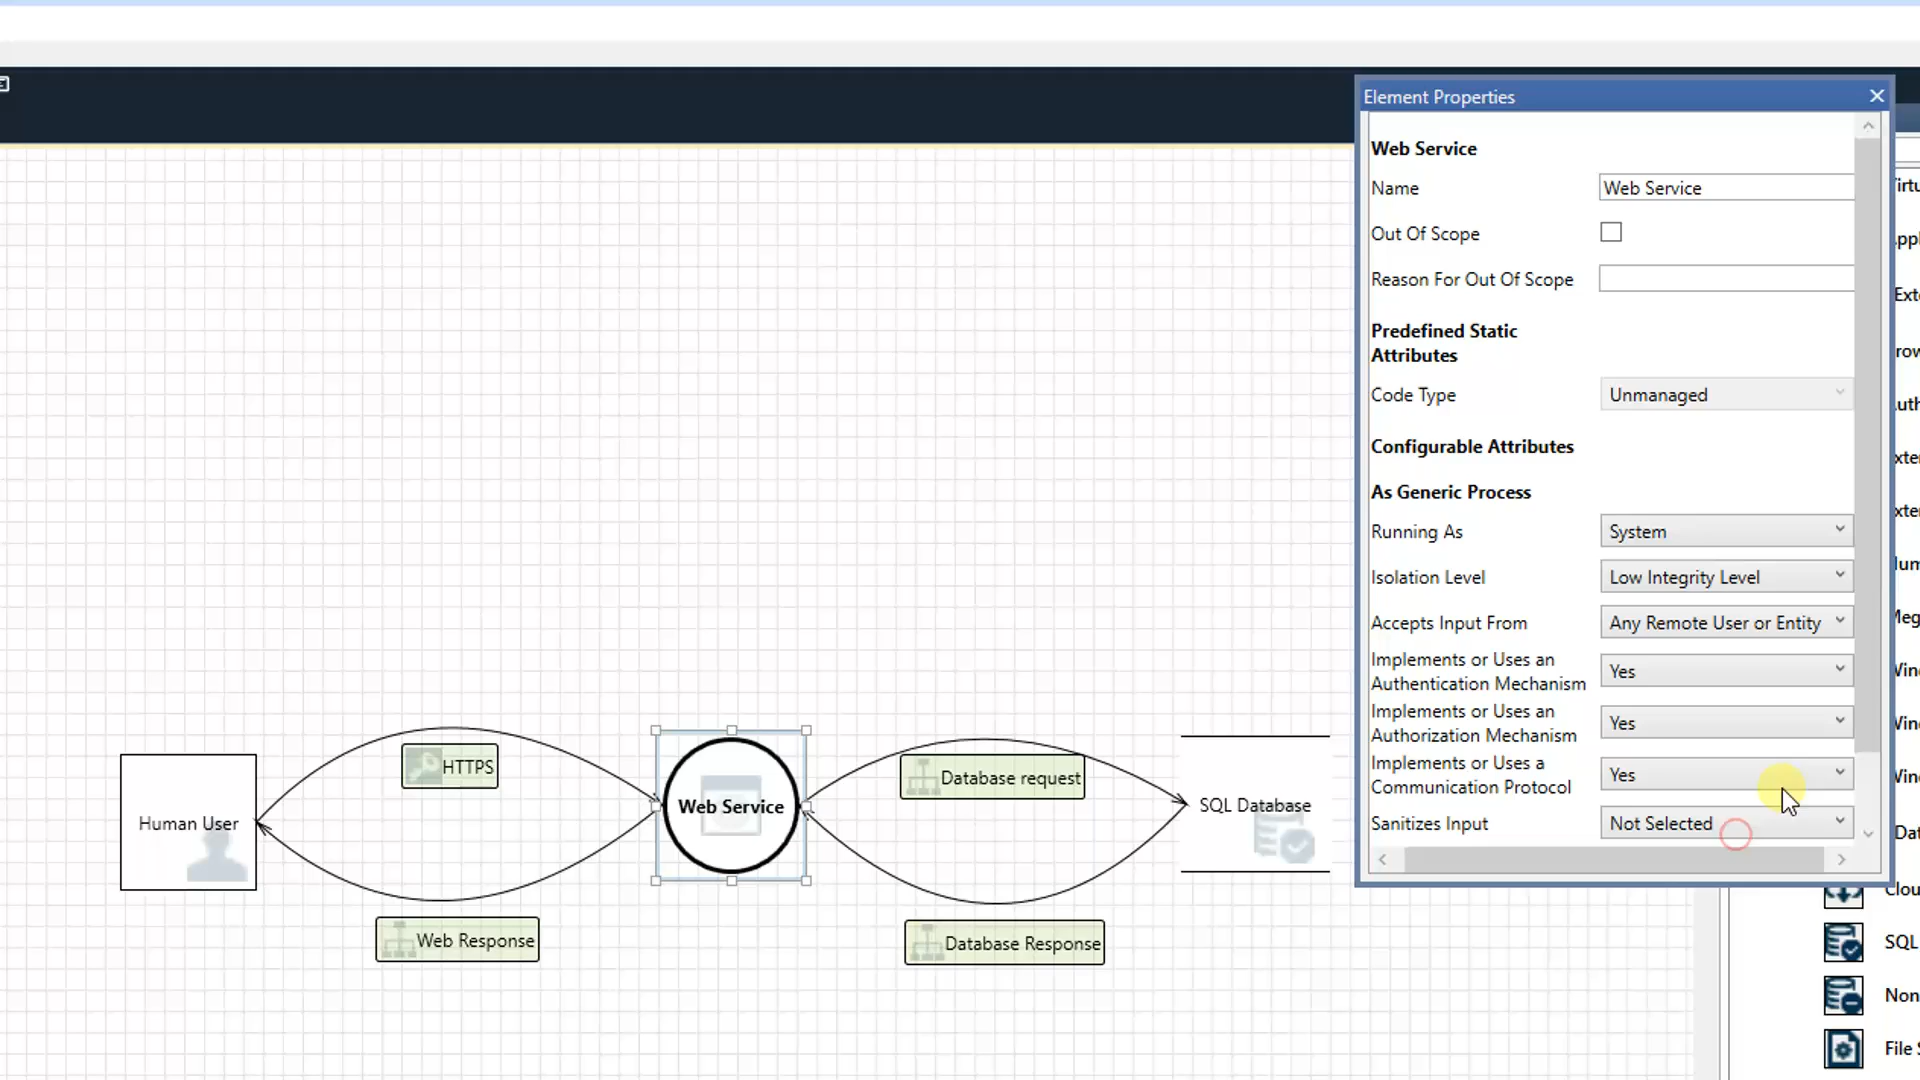 Element Properties
Web Service
Name
Web Service
Out Of Scope
Reason For Out Of Scope
Predefined Static
Attributes
Code Type
Unmanaged
Configurable Attributes
As Generic Process
Running As
System
Isolation Level
Low Integrity Level
Accepts Input From
Any Remote User or Entity
Implements or Uses an
Authentication Mechanism
Yes
Implements or Uses an
Authorization Mechanism
Yes
Implements or Uses a
Communication Protocol
Yes
Sanitizes Input
Not Selected
HTTPS
Database request
Human User
Web Service
SQL Database
Web Response
Database Response
SQL